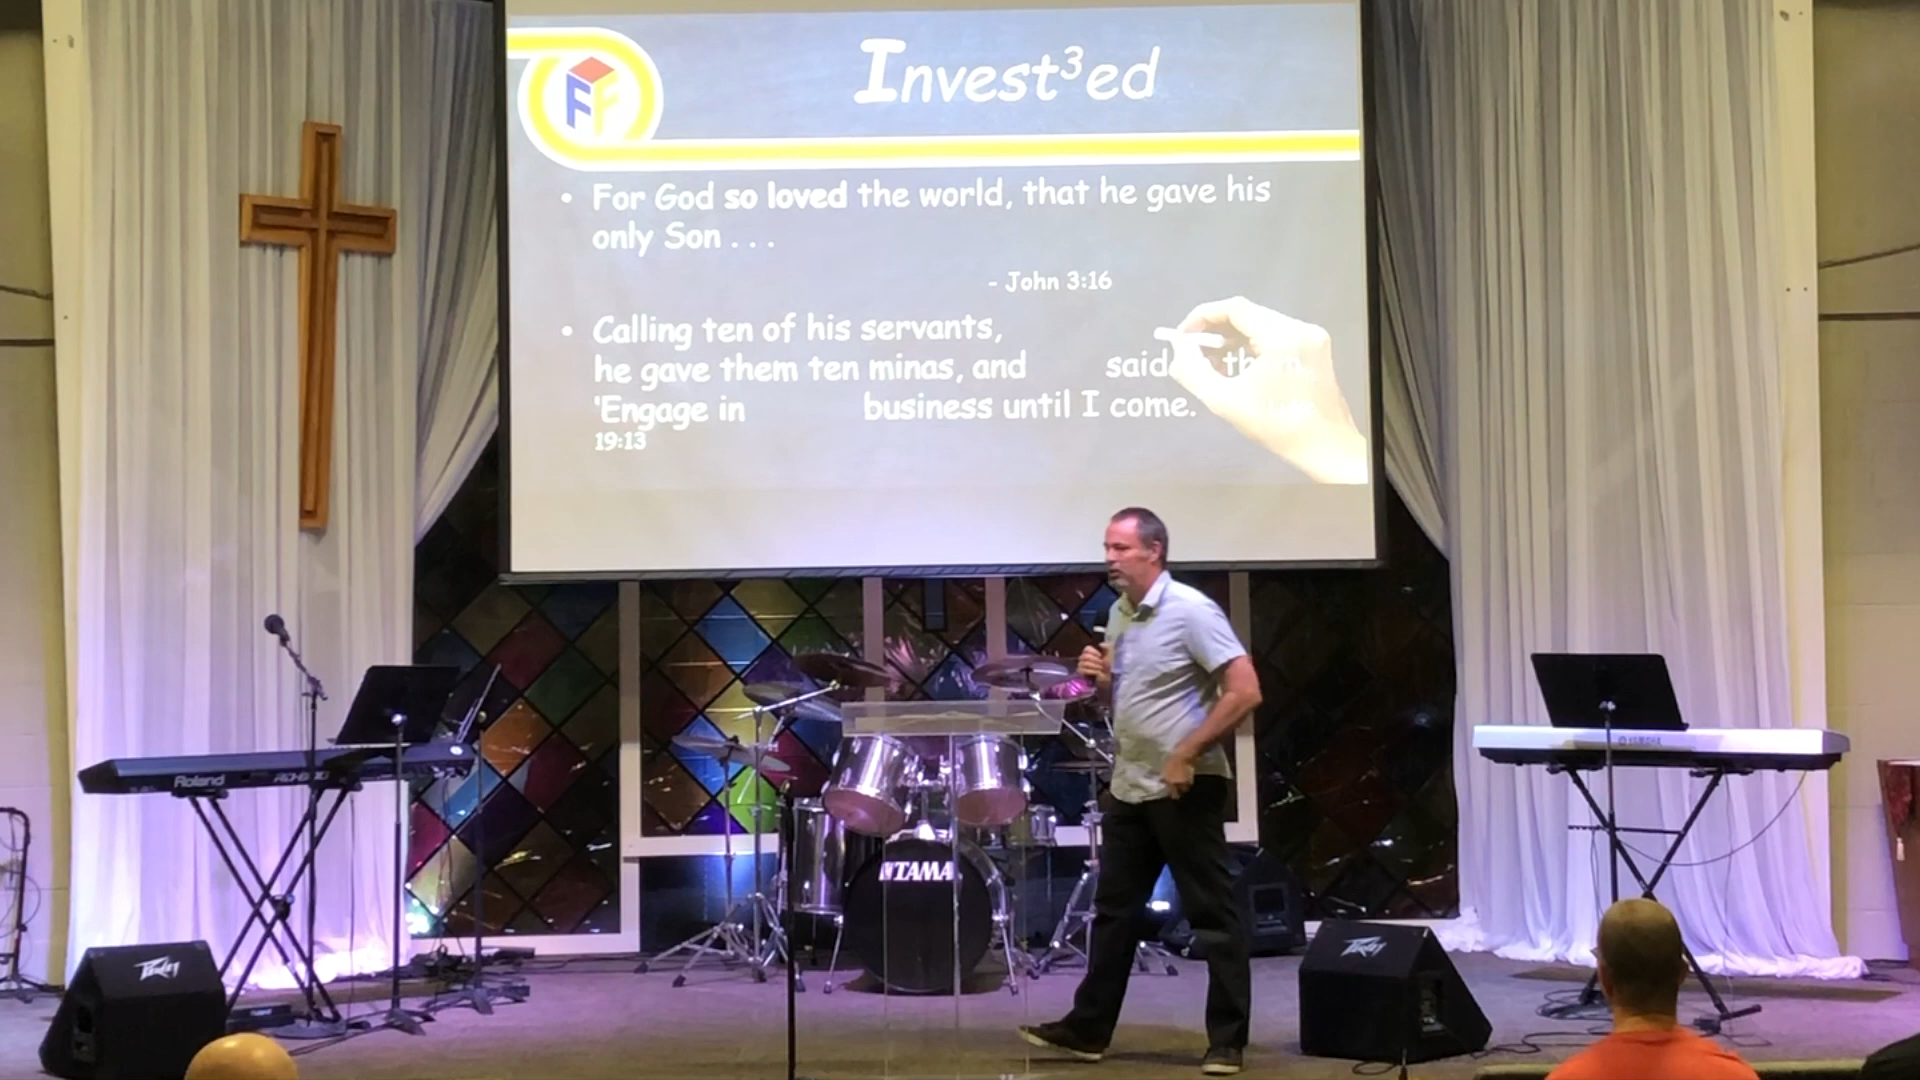 Invest³ed
FF
• For God so loved the world, that he gave his
only Son . . .
- John 3:16
• Calling ten of his servants,
he gave them ten minas, and said
'Engage in business until I come.
19:13
Roland
YAMAHA
TAMA
Peavey
Peavey